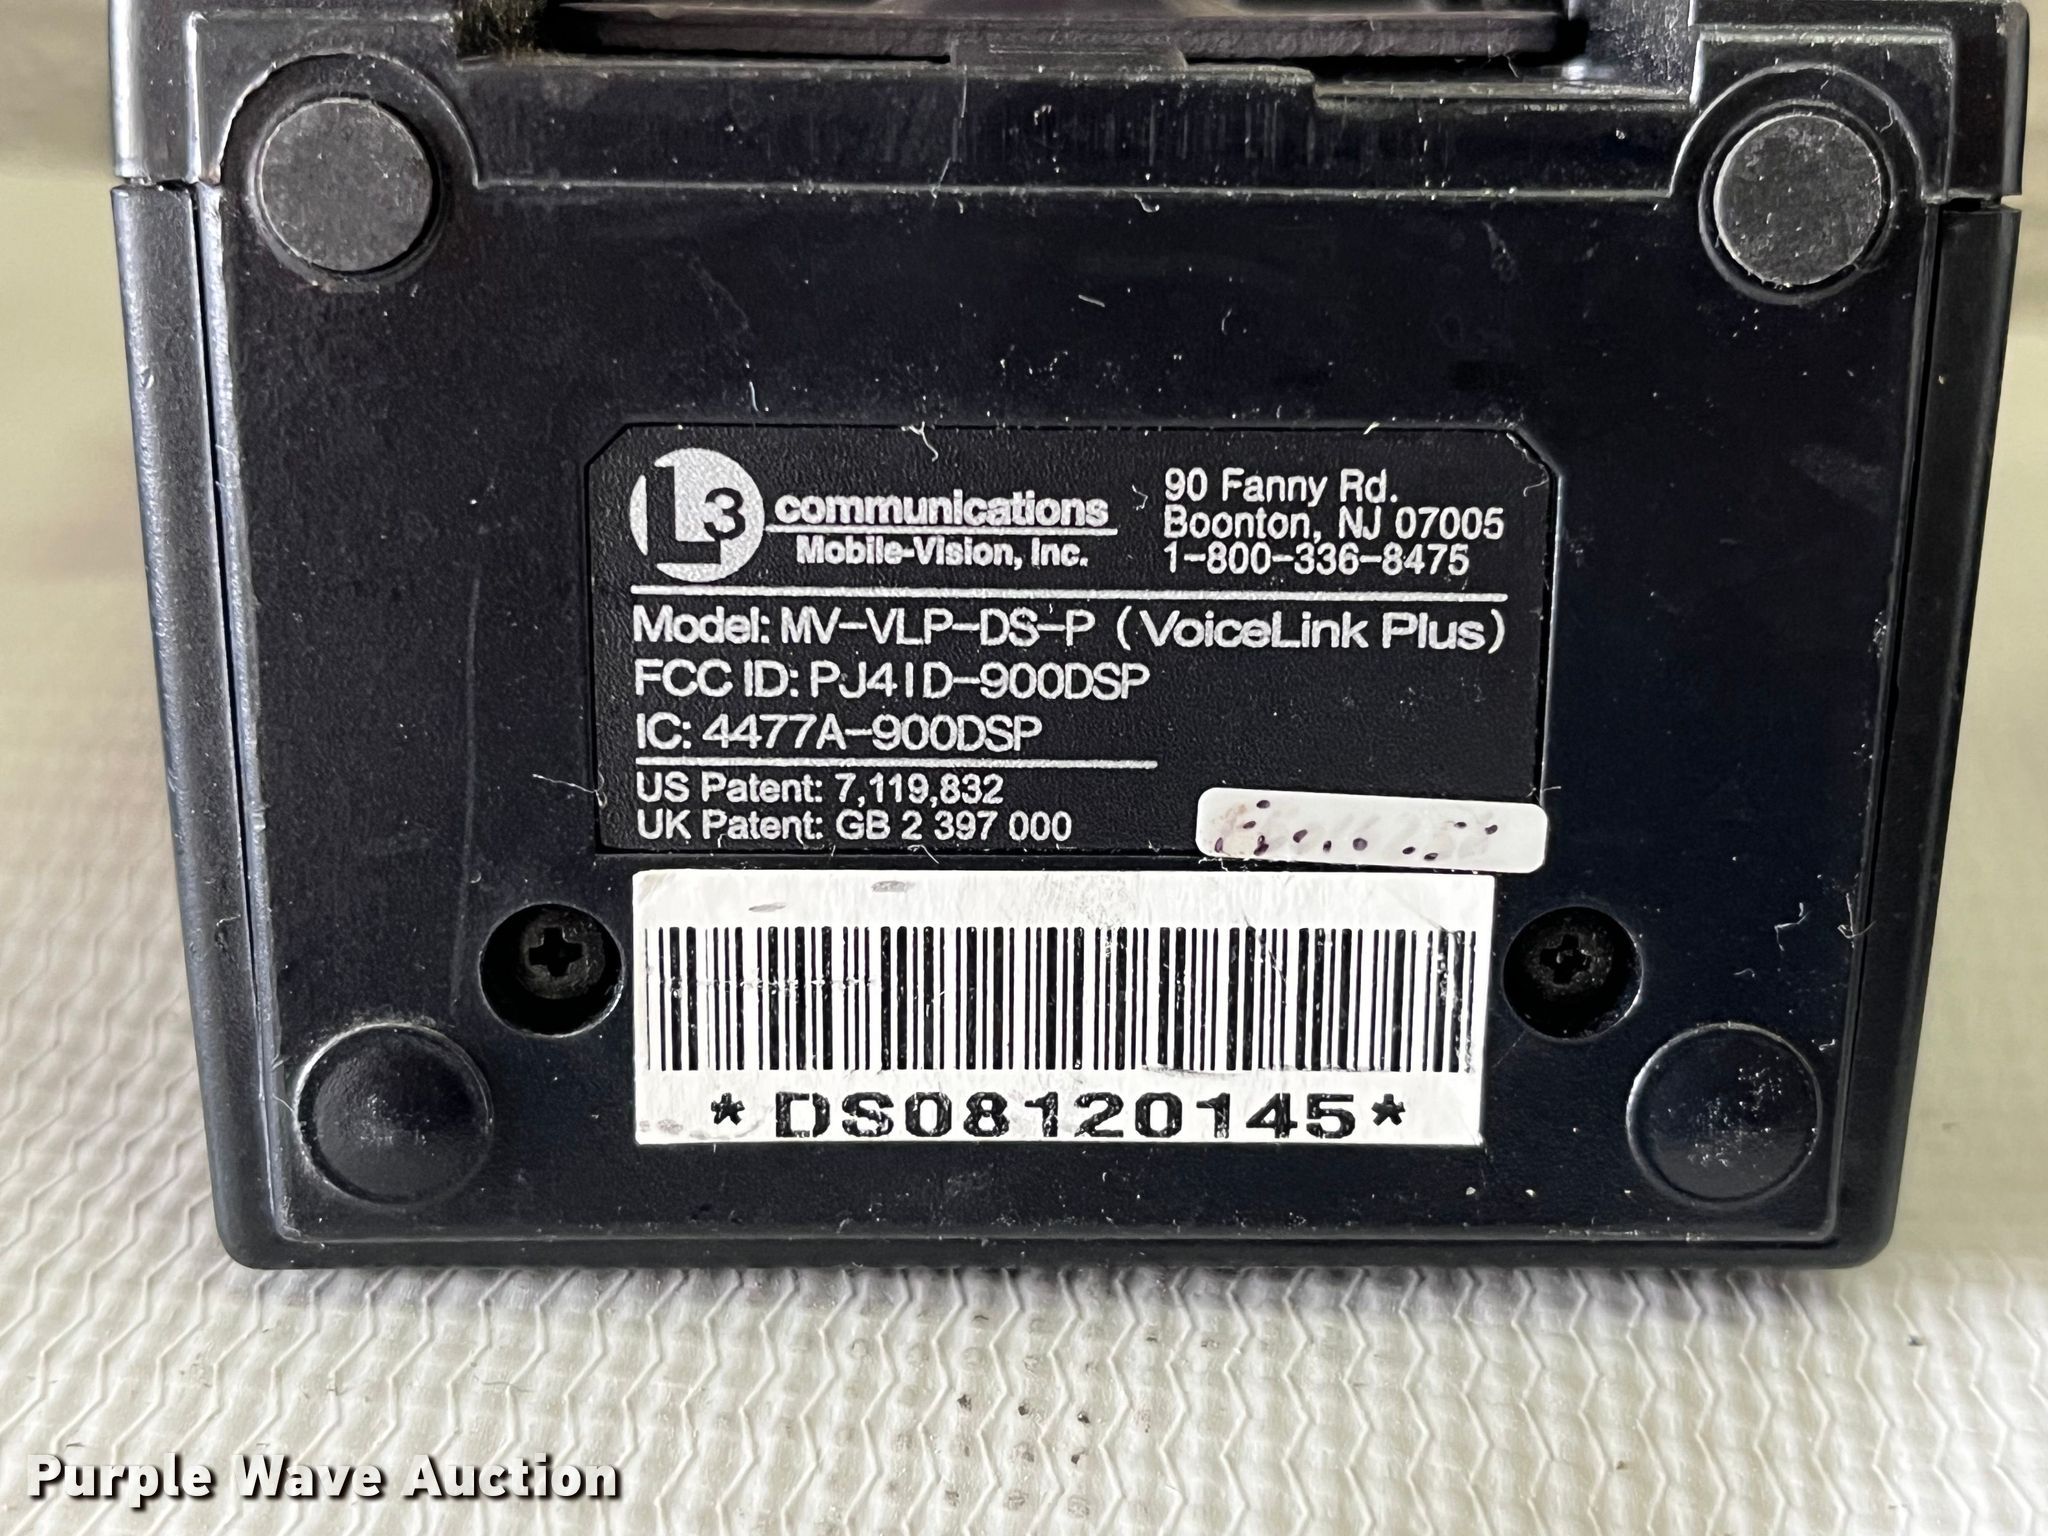 L3 communications
Mobile-Vision, Inc.
90 Fanny Rd.
Boonton, NJ 07005
1-800-336-8475
Model: MV-VLP-DS-P (VoiceLink Plus)
FCC ID: PJ4ID-900DSP
IC: 4477A-900DSP
US Patent: 7,119,832
UK Patent: GB 2 397 000
*DS08120145*
Purple Wave Auction